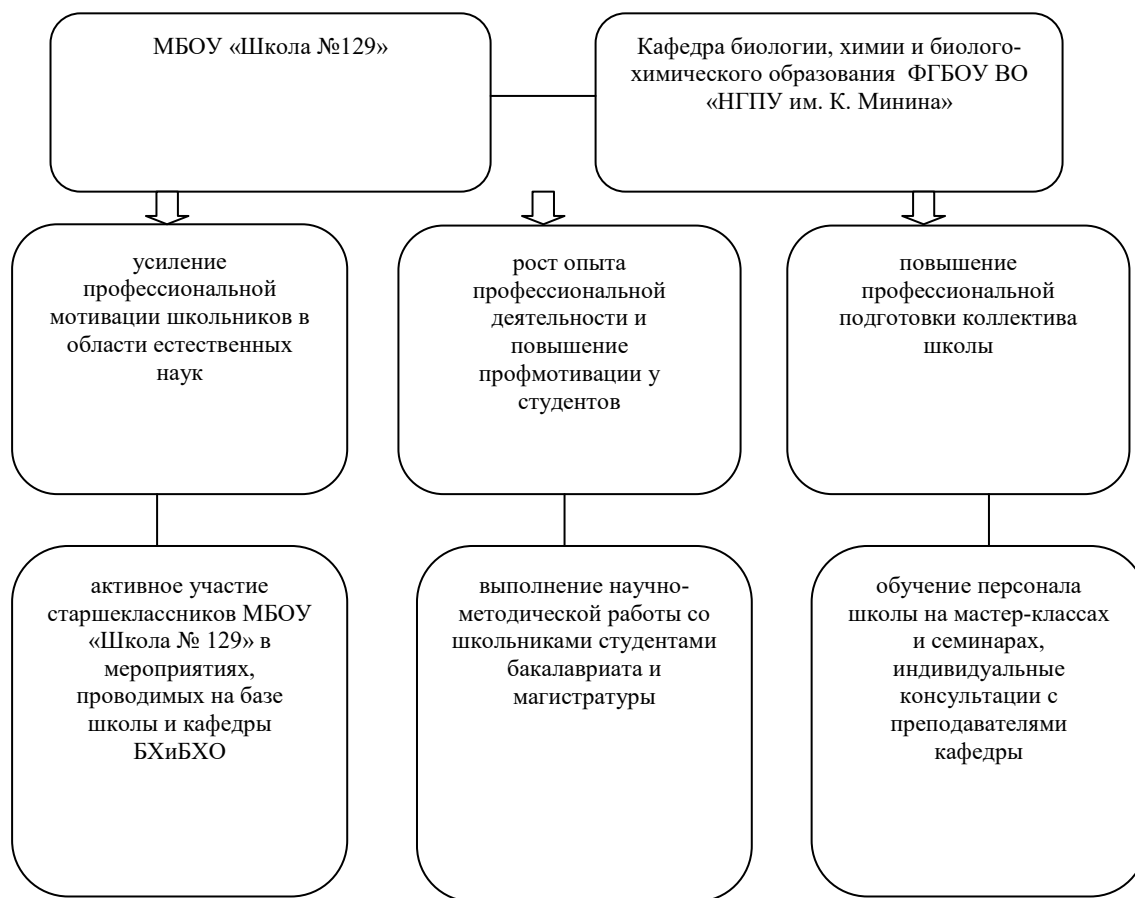 МБОУ «Школа №129»
Кафедра биологии, химии и биолого-
химического образования ФГБОУ ВО
«НГПУ им. К. Минина»
усиление
профессиональной
мотивации школьников в
области естественных
наук
рост опыта
профессиональной
деятельности и
повышение
профмотивации у
студентов
повышение
профессиональной
подготовки коллектива
школы
активное участие
старшеклассников МБОУ
«Школа № 129» в
мероприятиях,
проводимых на базе
школы и кафедры
БХиБХО
выполнение научно-
методической работы со
школьниками студентами
бакалавриата и
магистратуры
обучение персонала
школы на мастер-классах
и семинарах,
индивидуальные
консультации с
преподавателями
кафедры